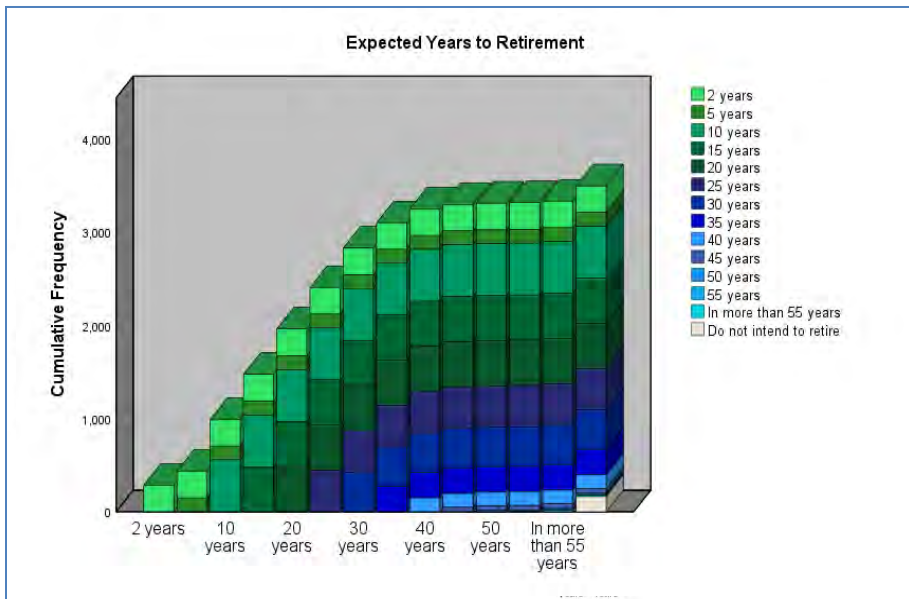 Expected Years to Retirement
4,000
3,000
2,000
1,000
0
Cumulative Frequency
2 years
10
years
20
years
30
years
40
years
50
years
In more
than 55
years
2 years
5 years
10 years
15 years
20 years
25 years
30 years
35 years
40 years
45 years
50 years
55 years
In more than 55 years
Do not intend to retire